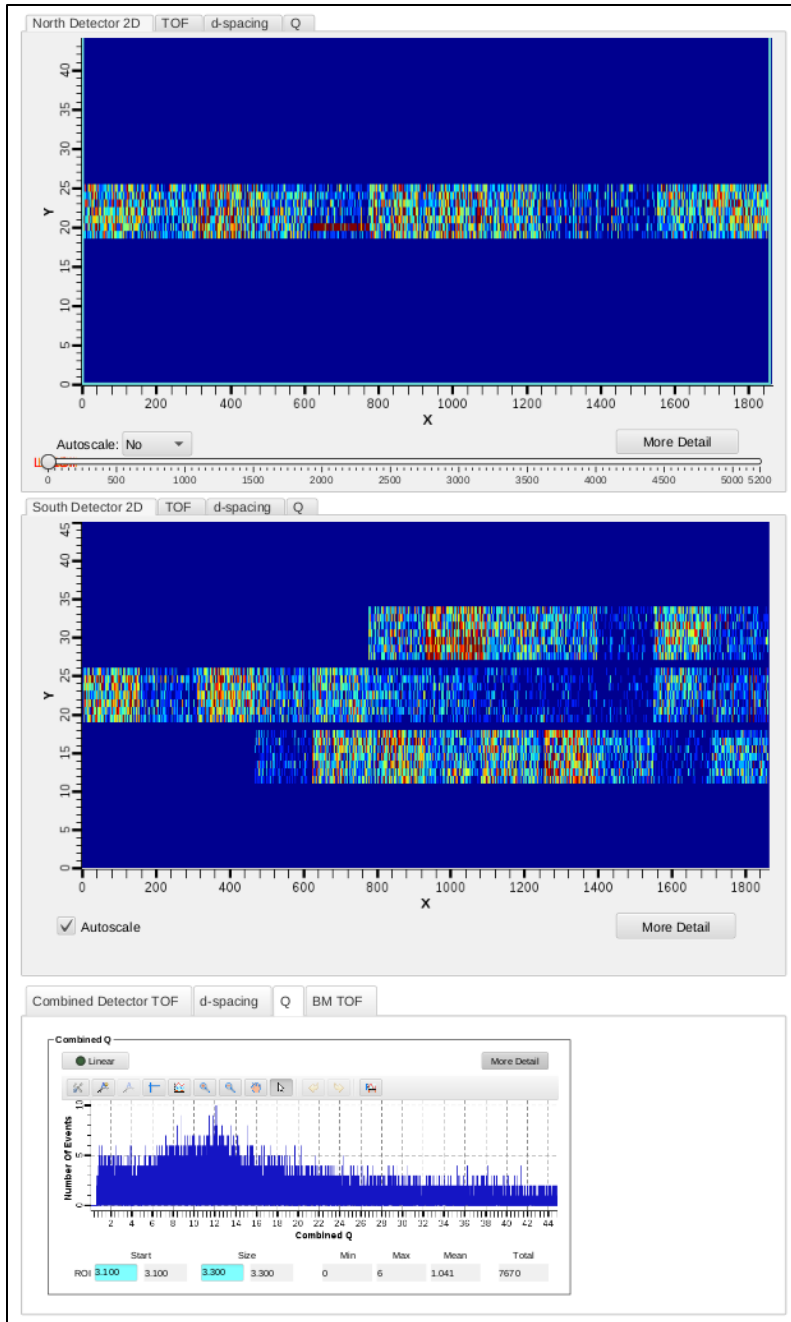 North Detector 2D TOF d-spacing Q
40
35
30
25
20
15
10
5
0
Y
0 200 400 600 800 1000 1200 1400 1600 1800
X
Autoscale: No More Detail
0 500 1000 1500 2000 2500 3000 3500 4000 4500 5000 5200
South Detector 2D TOF d-spacing Q
45
40
35
30
25
20
15
10
5
0
Y
0 200 400 600 800 1000 1200 1400 1600 1800
X
Autoscale More Detail
Combined Detector TOF d-spacing Q BM TOF
Combined Q
Linear More Detail
10
5
0
Number Of Events
2 4 6 8 10 12 14 16 18 20 22 24 26 28 30 32 34 36 38 40 42 44
Combined Q
Start Size Min Max Mean Total
ROI 3.100 3.100 3.300 3.300 0 6 1.041 7670